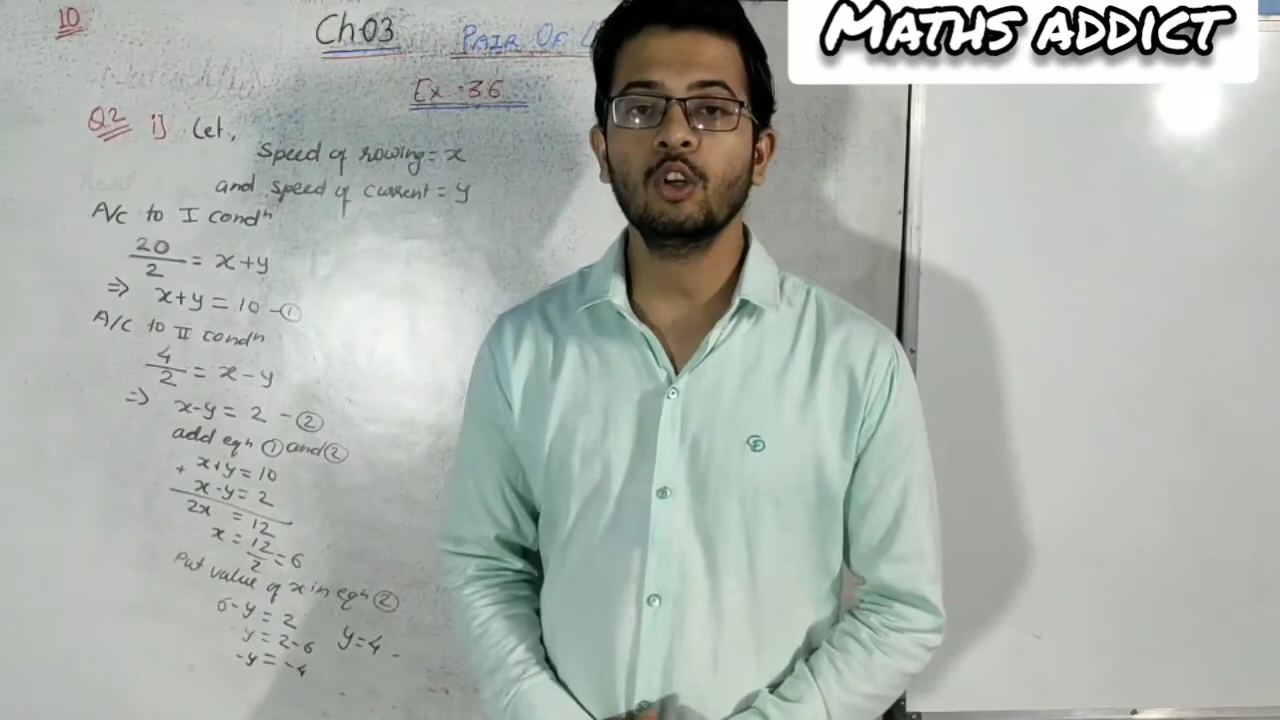 MATHS ADDICT
10
Ch-03
PAIR OF
Ex-3.6
Q2 i] Let,
Speed of rowing = x
and speed of current = y
A/c to I condn
20/2 = x+y
⇒ x+y = 10 -①
A/c to II condn
4/2 = x-y
⇒ x-y = 2 -②
add eqn ① and ②
x+y = 10
+ x-y = 2
2x = 12
x = 12/2 = 6
Put value of x in eqn ②
6-y = 2
y = 2-6 y=4
-y = -4